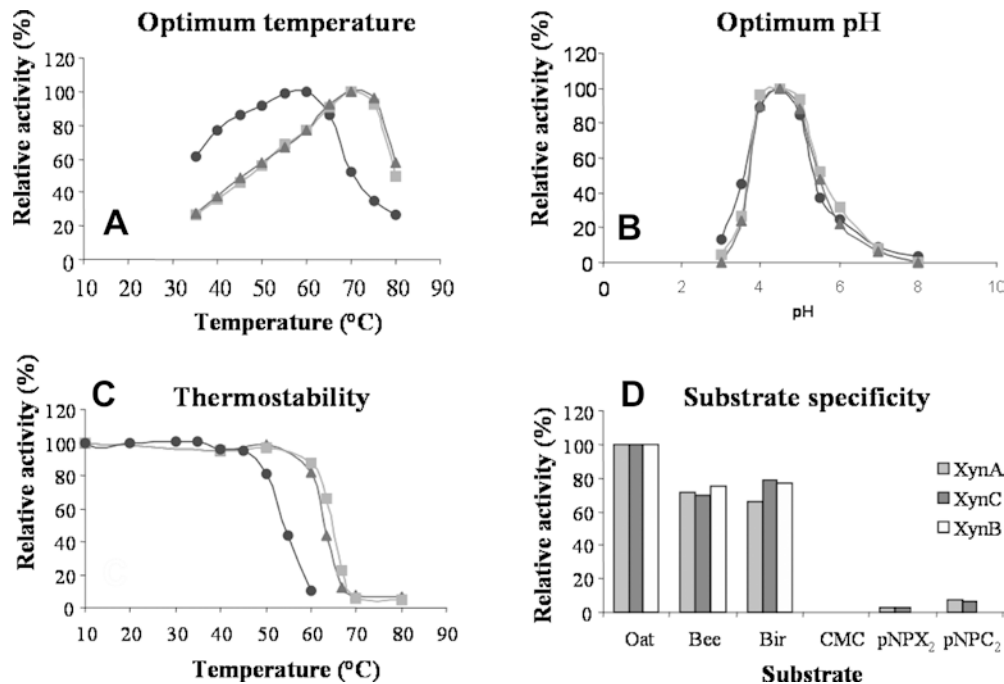 Optimum temperature
Relative activity (%)
120
100
80
60
40
20
0
A
10 20 30 40 50 60 70 80 90
Temperature (°C)
Optimum pH
Relative activity (%)
120
100
80
60
40
20
0
B
0 2 4 6 8 10
pH
C
Thermostability
Relative activity (%)
120
100
80
60
40
20
0
10 20 30 40 50 60 70 80 90
Temperature (°C)
D
Substrate specificity
Relative activity (%)
120
100
80
60
40
20
0
XynA
XynC
XynB
Oat Bee Bir CMC pNPX₂ pNPC₂
Substrate